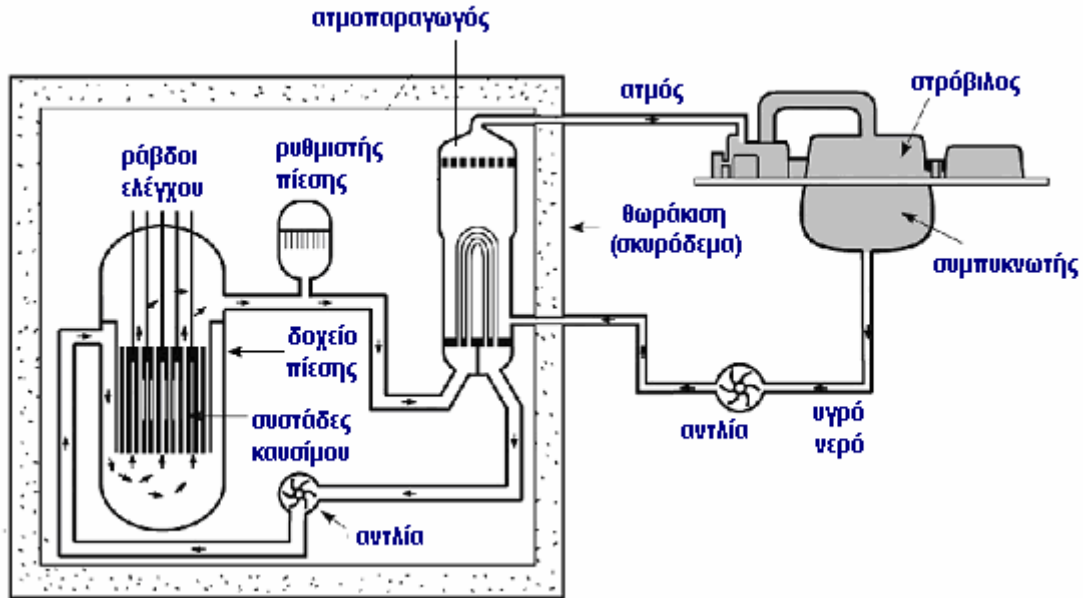 ατμοπαραγωγός
ατμός
στρόβιλος
ράβδοι
ελέγχου
ρυθμιστής
πίεσης
θωράκιση
(σκυρόδεμα)
συμπυκνωτής
δοχείο
πίεσης
συστάδες
καυσίμου
αντλία
υγρό
νερό
αντλία